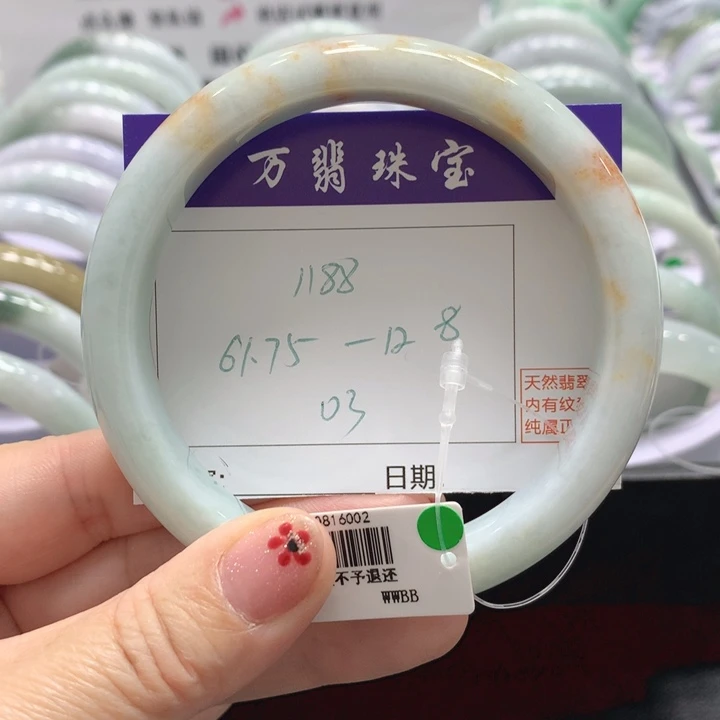 万翡珠宝
1188
61.75 - 12 8
03
天然翡翠
内有纹
纯属正
日期
0816002
不予退还
WWBB